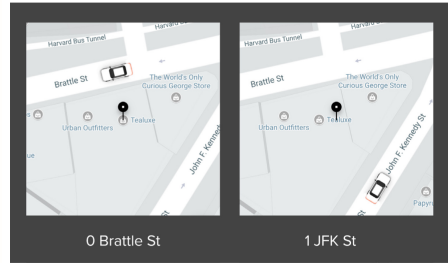 Harvard Bus Tunnel
Brattle St
The World's Only
Curious George Store
Urban Outfitters
Tealuxe
John F. Kennedy
Harvard Bus Tunnel
Brattle St
The World's Only
Curious George Store
Urban Outfitters
Tealuxe
John F. Kennedy St
Papyr
0 Brattle St
1 JFK St